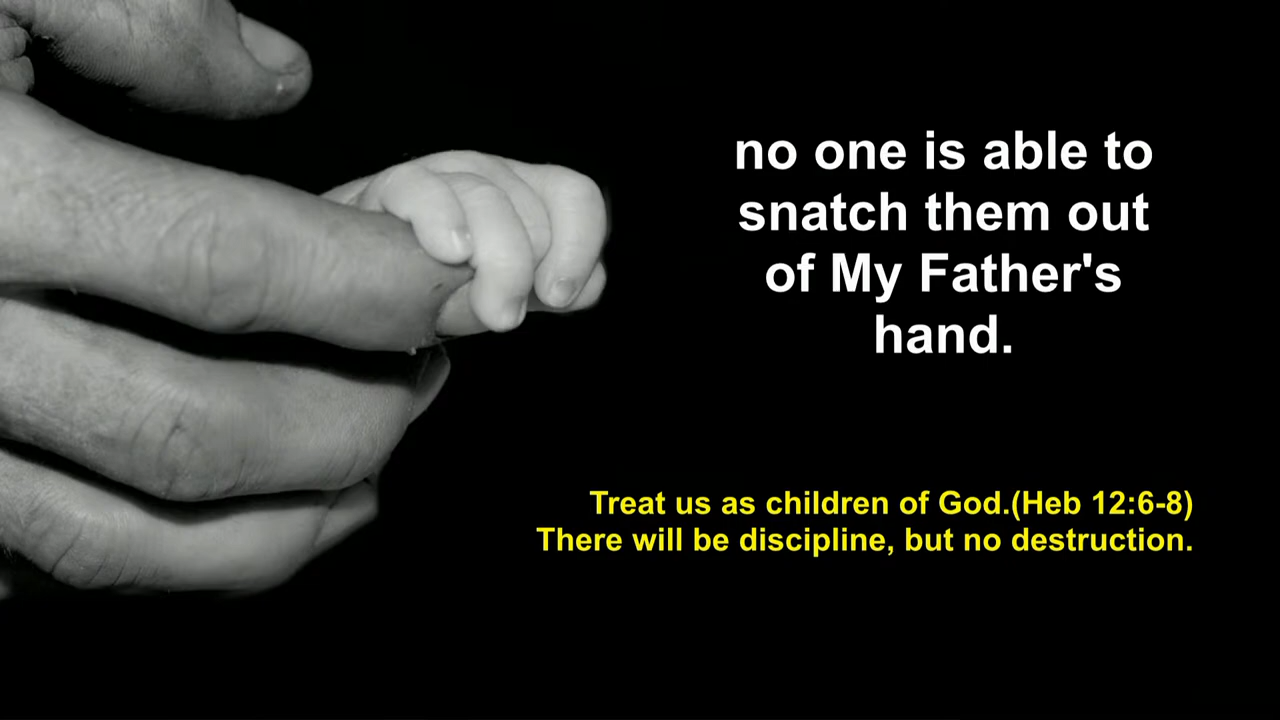 no one is able to
snatch them out
of My Father's
hand.
Treat us as children of God.(Heb 12:6-8)
There will be discipline, but no destruction.